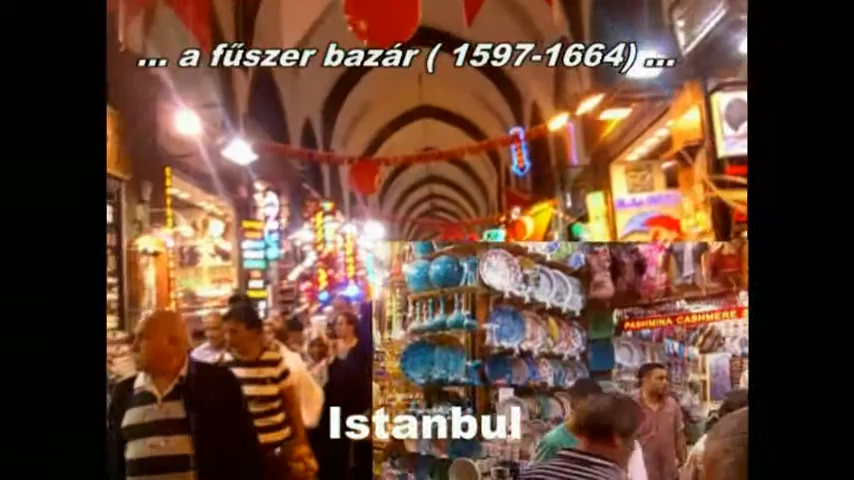 ... a fűszer bazár ( 1597-1664) ...
PASHMINA CASHMERE
Istanbul